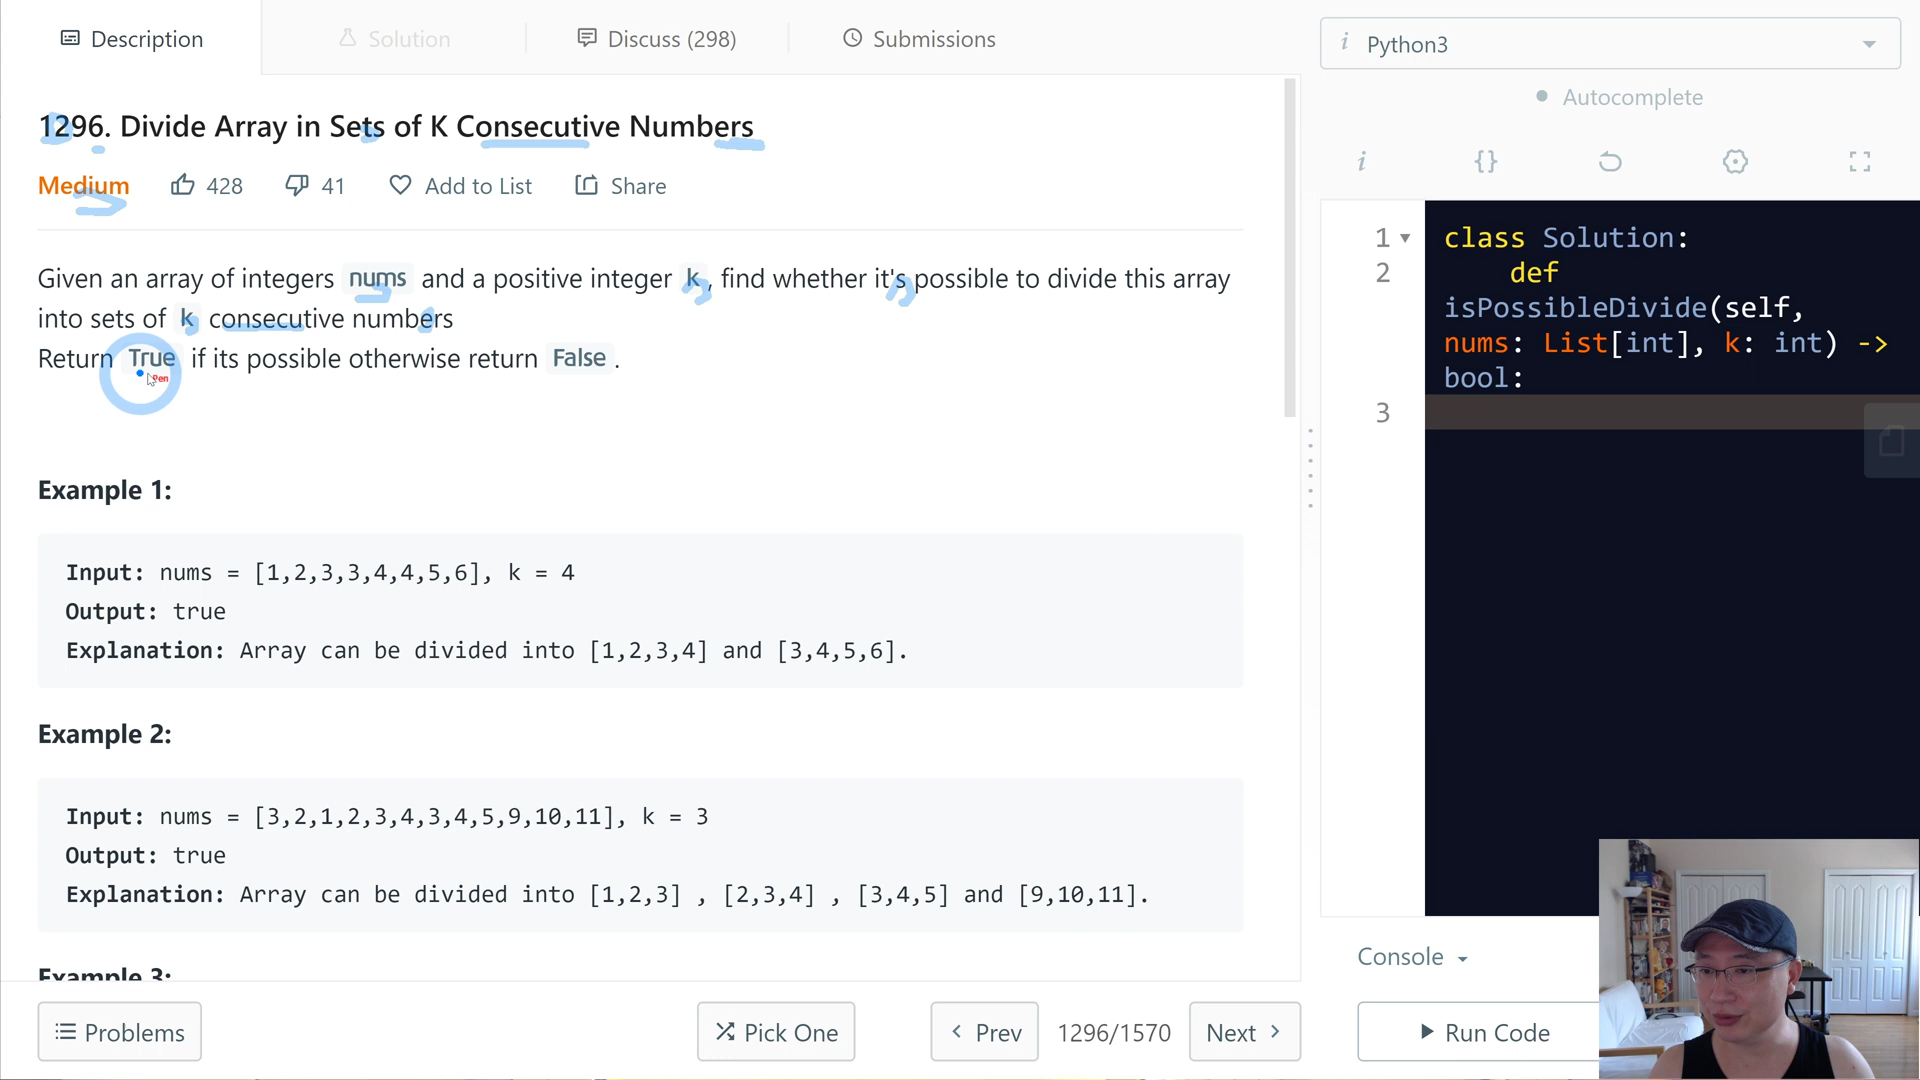 Description
Solution
Discuss (298)
Submissions
Python3
Autocomplete
1296. Divide Array in Sets of K Consecutive Numbers
Medium 428 41 Add to List Share
Given an array of integers nums and a positive integer k, find whether it's possible to divide this array
into sets of k consecutive numbers
Return True if its possible otherwise return False.
Pen
Example 1:
Input: nums = [1,2,3,3,4,4,5,6], k = 4
Output: true
Explanation: Array can be divided into [1,2,3,4] and [3,4,5,6].
Example 2:
Input: nums = [3,2,1,2,3,4,3,4,5,9,10,11], k = 3
Output: true
Explanation: Array can be divided into [1,2,3] , [2,3,4] , [3,4,5] and [9,10,11].
Example 3:
Problems
Pick One
Prev
1296/1570
Next
i
{}
1 class Solution:
2 def
isPossibleDivide(self,
nums: List[int], k: int) ->
bool:
3
Console
Run Code